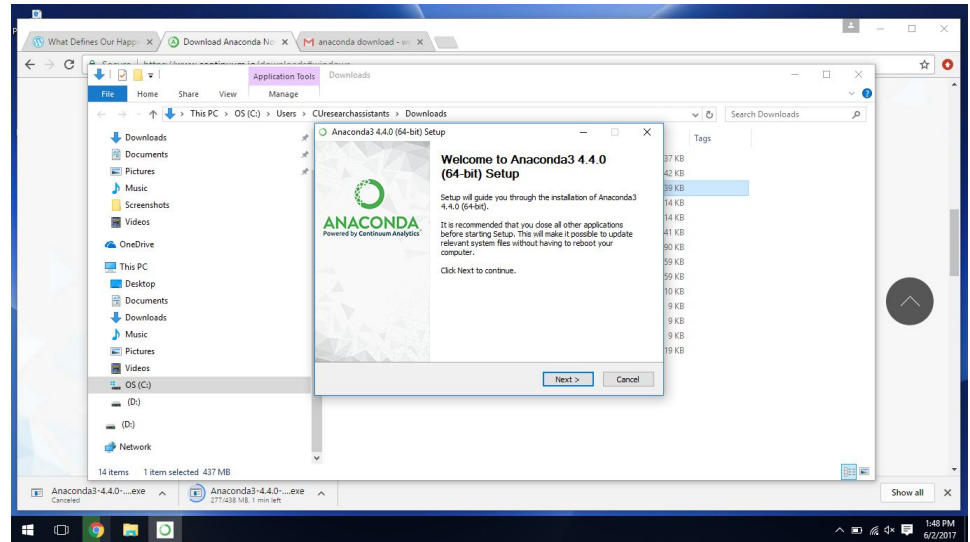 What Defines Our Happi
Download Anaconda No
anaconda download - w
Application Tools
Downloads
File
Home
Share
View
Manage
This PC > OS (C:) > Users > CUresearchassistants > Downloads
Search Downloads
Downloads
Documents
Pictures
Music
Screenshots
Videos
OneDrive
This PC
Desktop
Documents
Downloads
Music
Pictures
Videos
OS (C:)
(D:)
(D:)
Network
14 items 1 item selected 437 MB
Anaconda3 4.4.0 (64-bit) Setup
ANACONDA
Powered by Continuum Analytics
Welcome to Anaconda3 4.4.0
(64-bit) Setup
Setup will guide you through the installation of Anaconda3
4.4.0 (64-bit).
It is recommended that you close all other applications
before starting Setup. This will make it possible to update
relevant system files without having to reboot your
computer.
Click Next to continue.
Next >
Cancel
Tags
37 KB
42 KB
39 KB
14 KB
14 KB
41 KB
90 KB
59 KB
59 KB
10 KB
9 KB
9 KB
9 KB
19 KB
Anaconda3-4.4.0-....exe
Canceled
Anaconda3-4.4.0-....exe
277/438 MB, 1 min left
Show all
1:48 PM
6/2/2017